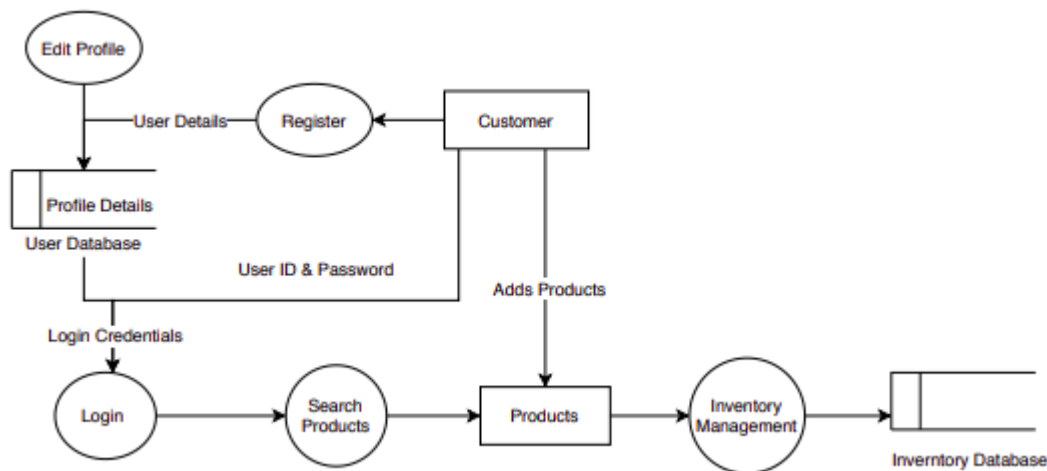 Edit Profile
User Details
Register
Customer
Profile Details
User Database
User ID & Password
Adds Products
Login Credentials
Login
Search
Products
Products
Inventory
Management
Inverntory Database